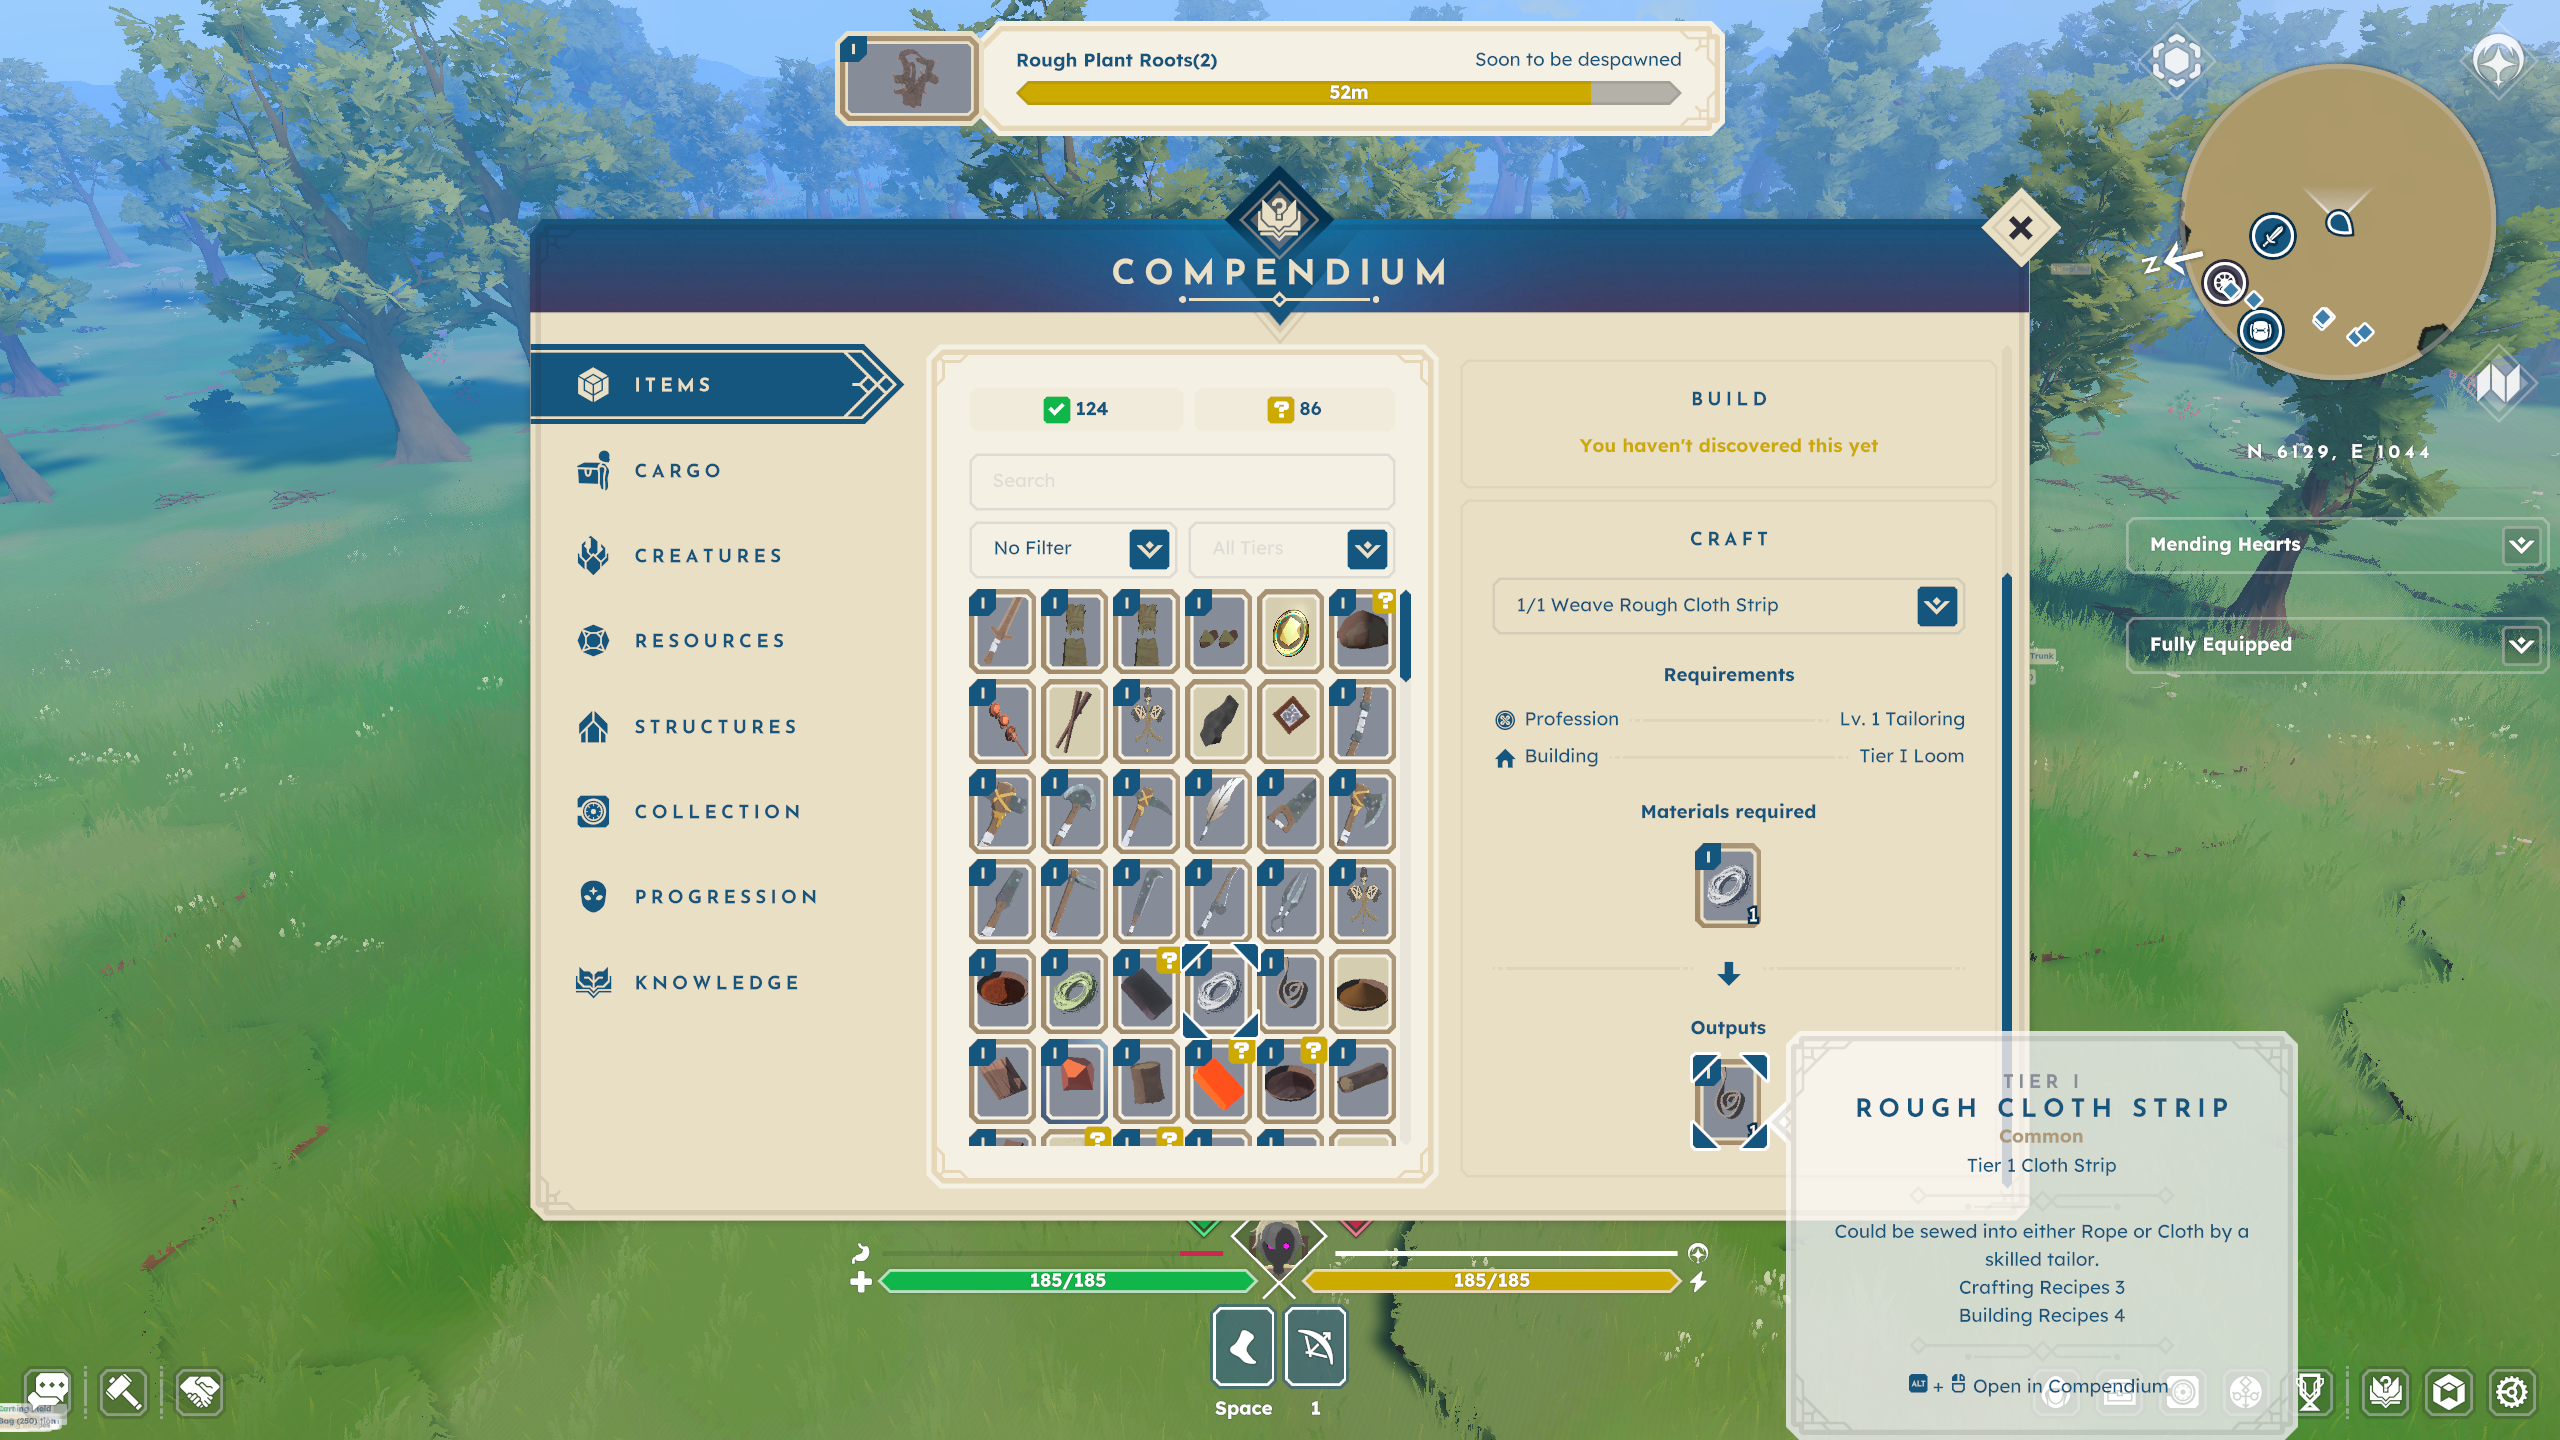 I
Rough Plant Roots(2)
Soon to be despawned
52m
COMPENDIUM
Z
N 6129, E 1044
Mending Hearts
Fully Equipped
ITEMS
CARGO
CREATURES
RESOURCES
STRUCTURES
COLLECTION
PROGRESSION
KNOWLEDGE
124
? 86
Search
No Filter
All Tiers
BUILD
You haven't discovered this yet
CRAFT
1/1 Weave Rough Cloth Strip
Requirements
Profession
Lv. 1 Tailoring
Building
Tier I Loom
Materials required
I
1
Outputs
I
1
Trunk
TIER I
ROUGH CLOTH STRIP
Common
Tier 1 Cloth Strip
Could be sewed into either Rope or Cloth by a
skilled tailor.
Crafting Recipes 3
Building Recipes 4
ALT + Open in Compendium
185/185
185/185
Space
1